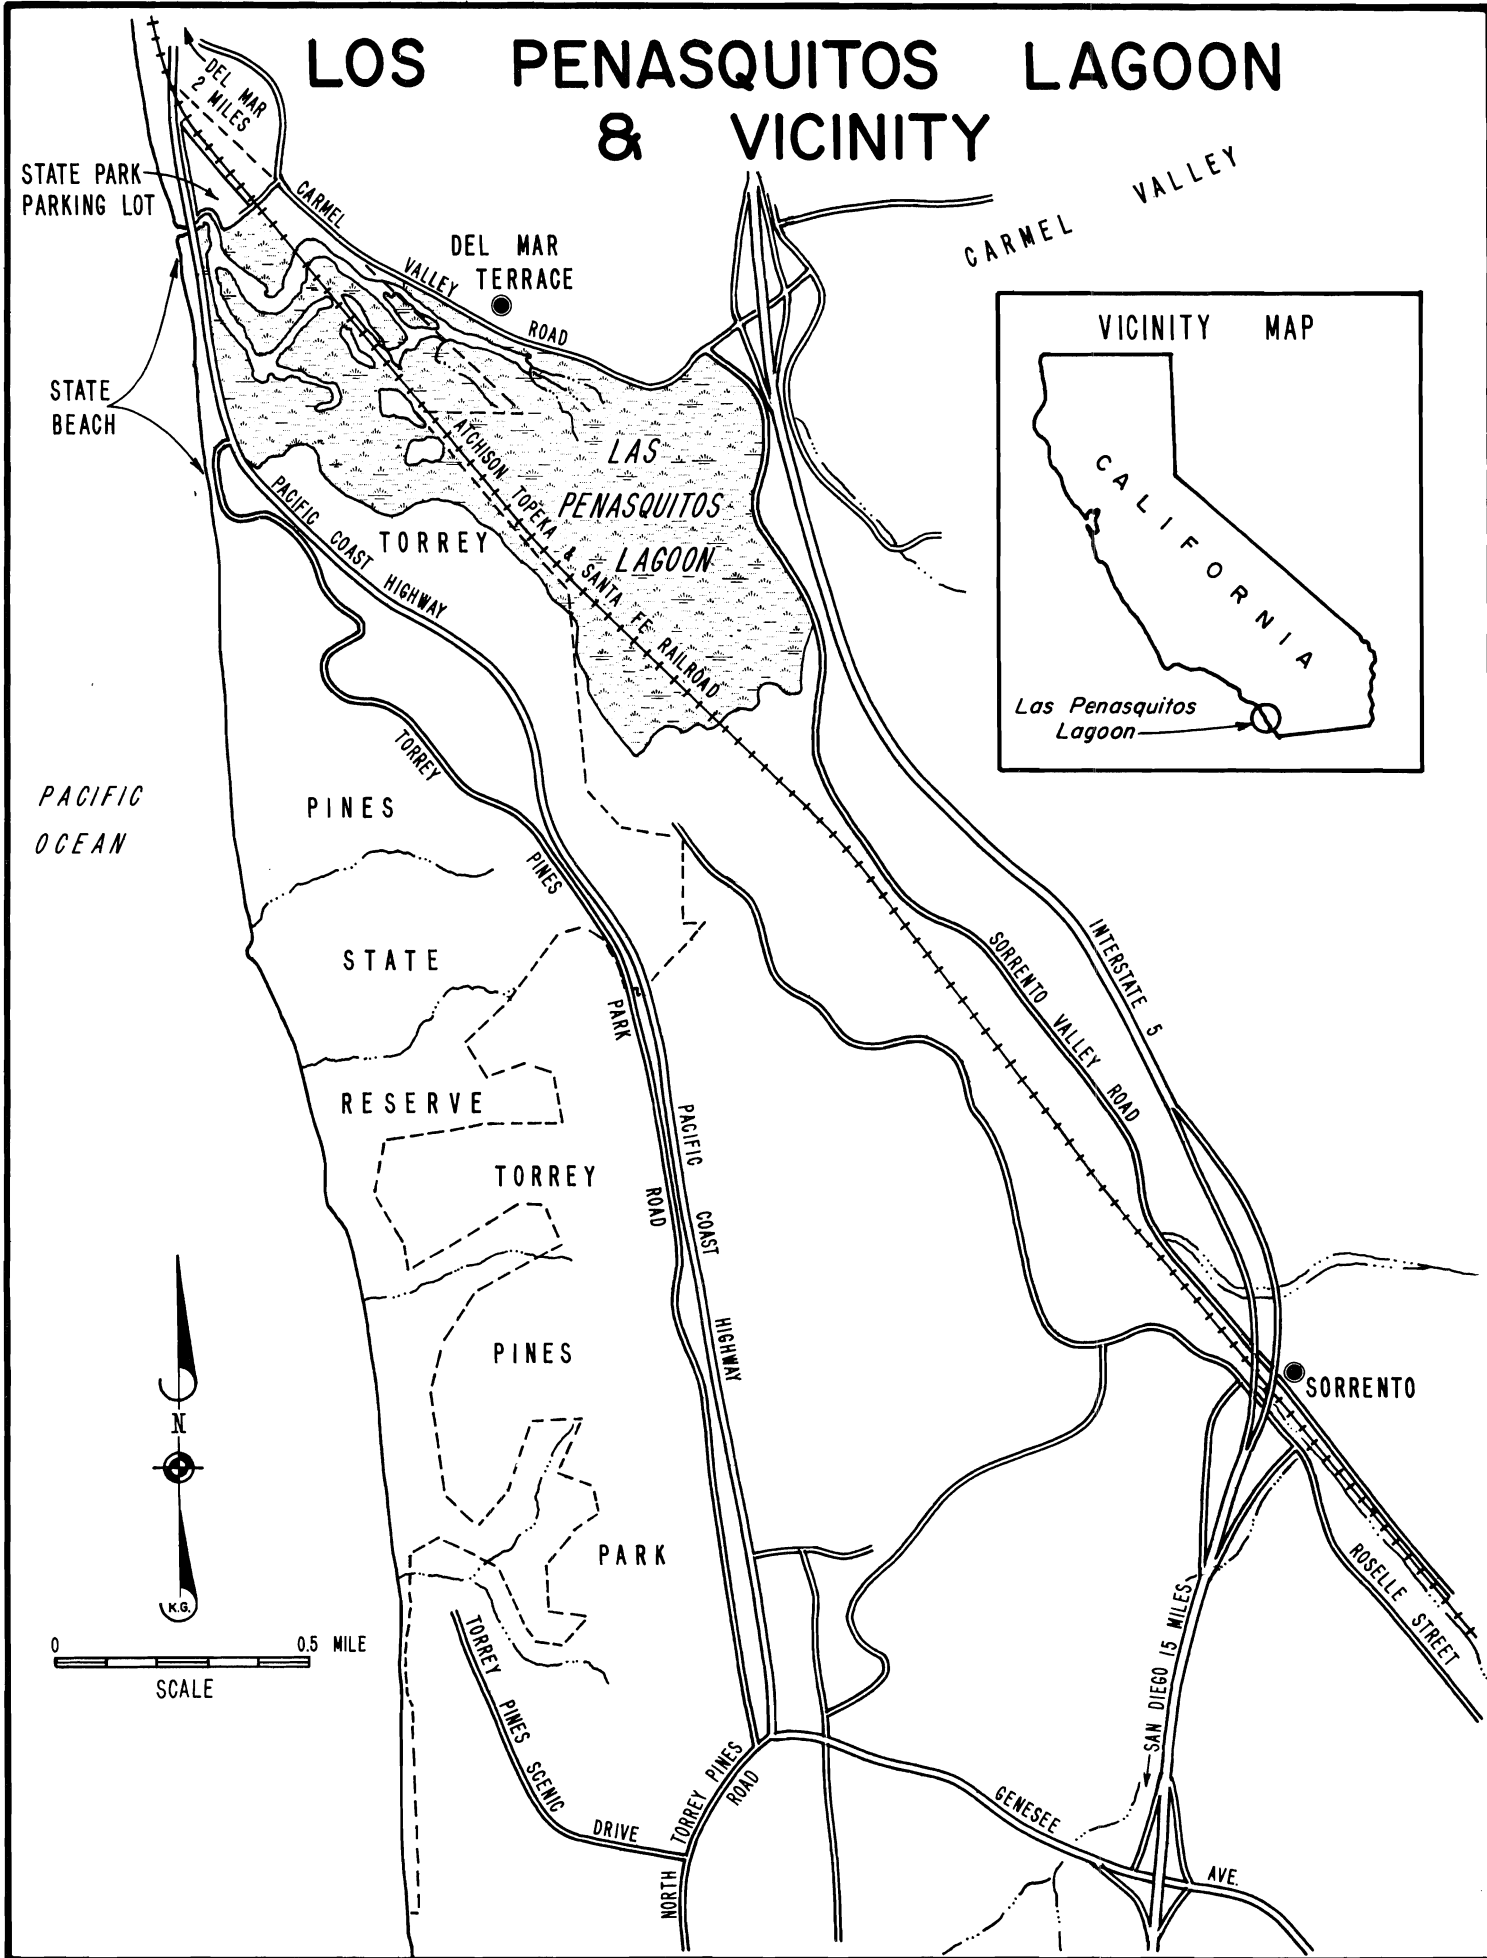 LOS PENASQUITOS LAGOON
& VICINITY
DEL MAR
2 MILES
STATE PARK
PARKING LOT
CARMEL
VALLEY
ROAD
DEL MAR
TERRACE
CARMEL VALLEY
STATE
BEACH
VICINITY MAP
CALIFORNIA
Las Penasquitos
Lagoon
LAS
PENASQUITOS
LAGOON
ATCHISON TOPEKA & SANTA FE RAILROAD
PACIFIC COAST HIGHWAY
TORREY
PINES
STATE
RESERVE
PACIFIC
OCEAN
TORREY
PINES
PARK
ROAD
PACIFIC COAST HIGHWAY
INTERSTATE 5
SORRENTO VALLEY ROAD
TORREY
PINES
PARK
SORRENTO
N
K.G.
0 0.5 MILE
SCALE
ROSELLE STREET
SAN DIEGO 15 MILES
TORREY PINES SCENIC DRIVE
NORTH TORREY PINES
ROAD
GENESEE AVE.